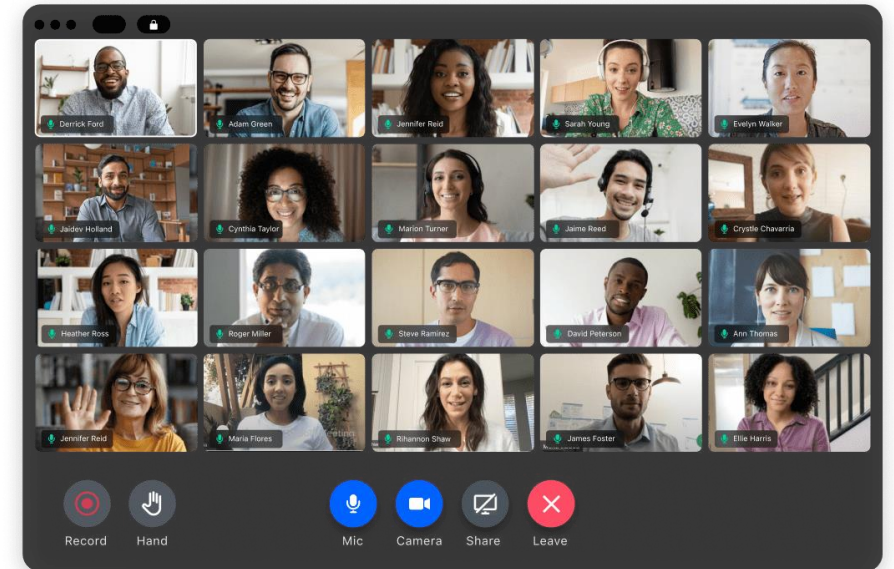 Derrick Ford
Adam Green
Jennifer Reid
Sarah Young
Evelyn Walker
Jaidev Holland
Cynthia Taylor
Marion Turner
Jaime Reed
Crystle Chavarria
Heather Ross
Roger Miller
Steve Ramirez
David Peterson
Ann Thomas
Jennifer Reid
Maria Flores
Rihannon Shaw
James Foster
Ellie Harris
Record
Hand
Mic
Camera
Share
Leave